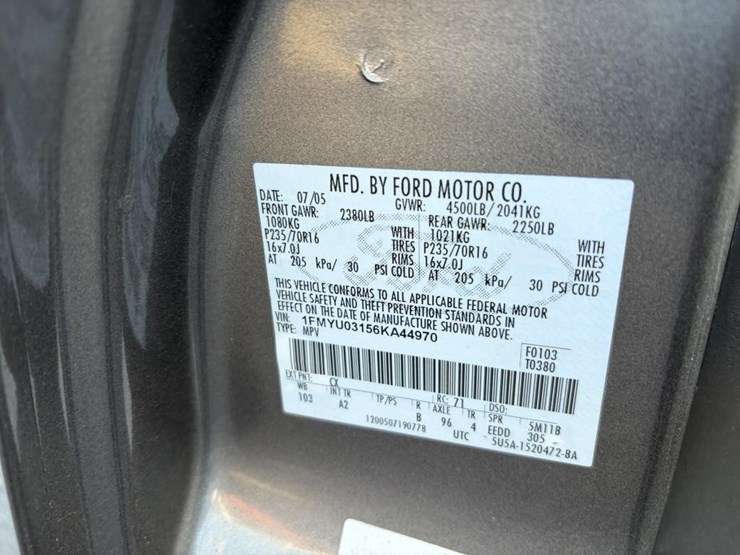 MFD. BY FORD MOTOR CO.
DATE: 07/05 GVWR: 4500LB/2041KG
FRONT GAWR: 2380LB REAR GAWR: 2250LB
1080KG WITH 1021KG WITH
P235/70R16 TIRES P235/70R16 TIRES
16x7.0J RIMS 16x7.0J RIMS
AT 205 kPa/ 30 PSI COLD AT 205 kPa/ 30 PSI COLD
THIS VEHICLE CONFORMS TO ALL APPLICABLE FEDERAL MOTOR
VEHICLE SAFETY AND THEFT PREVENTION STANDARDS IN
EFFECT ON THE DATE OF MANUFACTURE SHOWN ABOVE.
VIN: 1FMYU03156KA44970
TYPE: MPV
F0103
T0380
EXT PNT: CX RC: 71 DSO:
WB INT TR TP/PS R AXLE TR SPR 5M11B
103 A2 B 96 4 EEDD 305
1200507190778 UTC 5U5A-1520472-BA
Ford